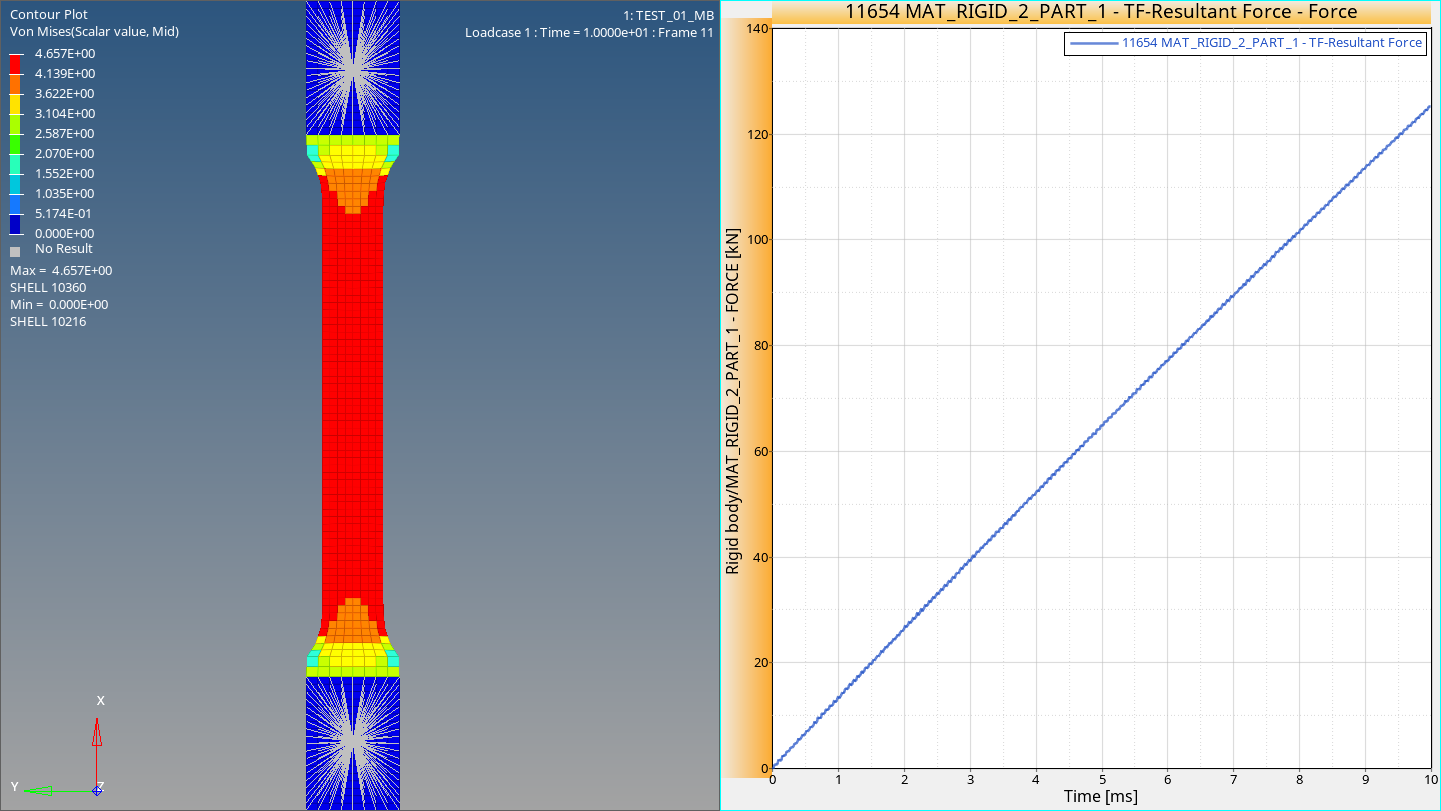 Contour Plot
Von Mises(Scalar value, Mid)
4.657E+00
4.139E+00
3.622E+00
3.104E+00
2.587E+00
2.070E+00
1.552E+00
1.035E+00
5.174E-01
0.000E+00
No Result
Max = 4.657E+00
SHELL 10360
Min = 0.000E+00
SHELL 10216
1: TEST_01_MB
Loadcase 1 : Time = 1.0000e+01 : Frame 11
X
Y
Z
11654 MAT_RIGID_2_PART_1 - TF-Resultant Force - Force
11654 MAT_RIGID_2_PART_1 - TF-Resultant Force
Rigid body/MAT_RIGID_2_PART_1 - FORCE [kN]
140
120
100
80
60
40
20
0
0 1 2 3 4 5 6 7 8 9 10
Time [ms]